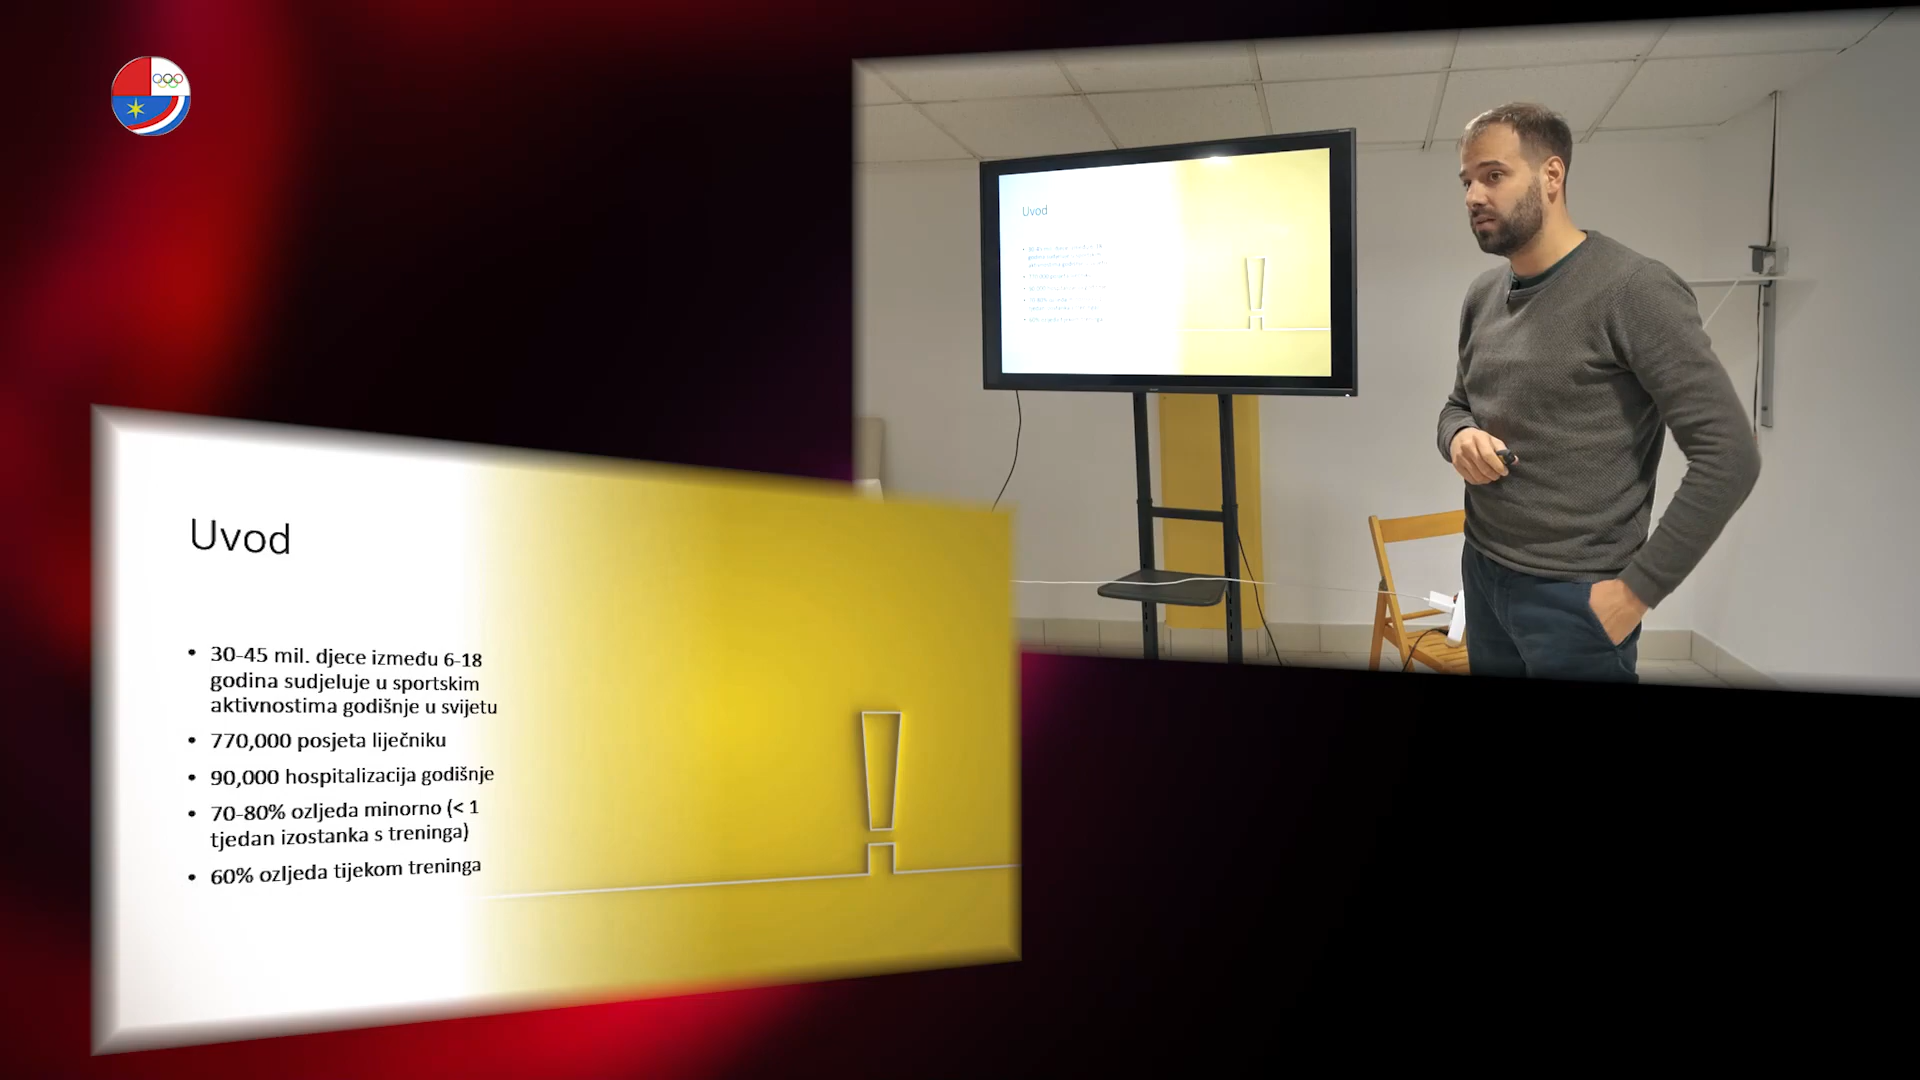 Uvod
• 30-45 mil. djece između 6-18
godina sudjeluje u sportskim
aktivnostima godišnje u svijetu
• 770,000 posjeta liječniku
• 90,000 hospitalizacija godišnje
• 70-80% ozljeda minorno (< 1
tjedan izostanka s treninga)
• 60% ozljeda tijekom treninga
Uvod